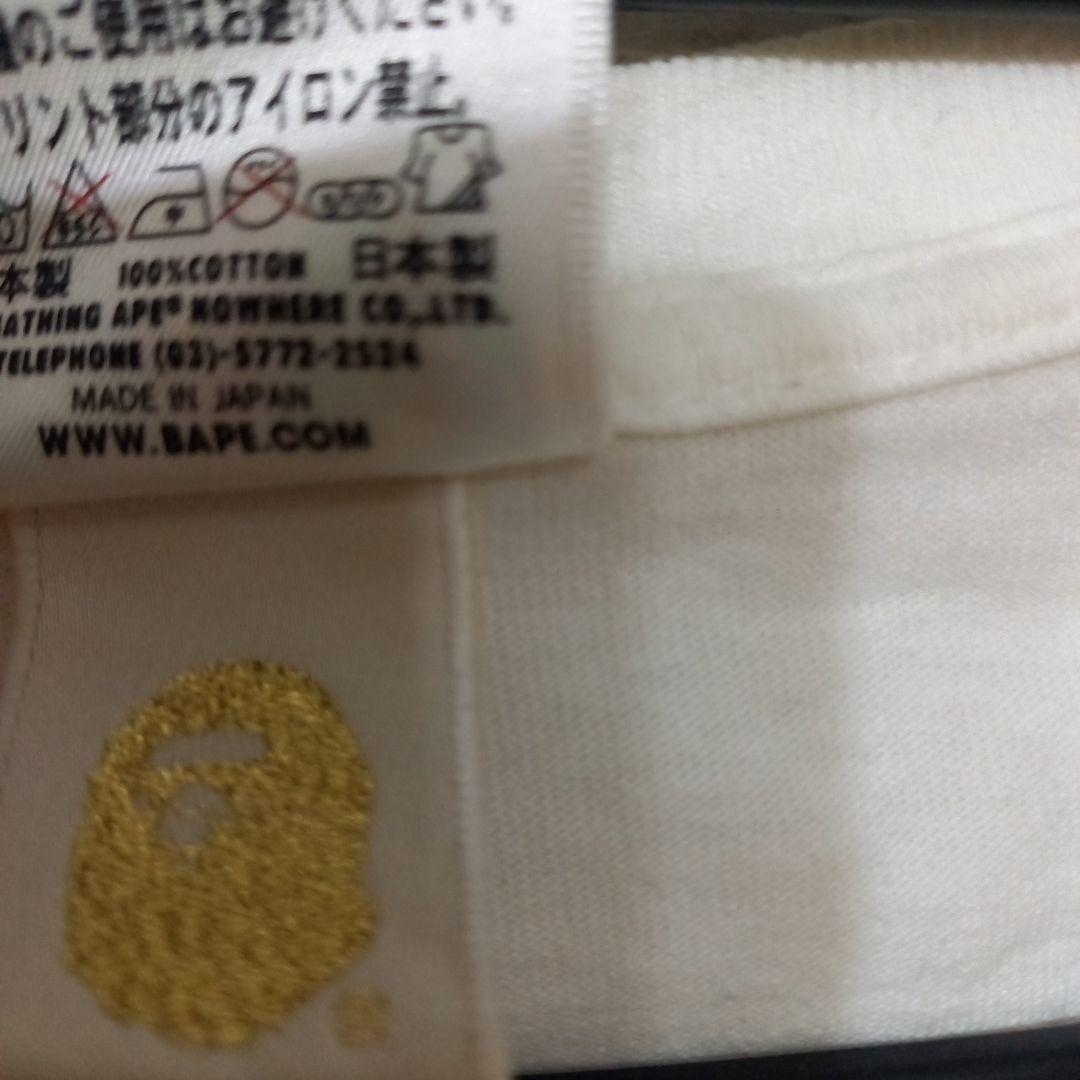 のご使用はお避けください。
リント部分のアイロン禁止。
本製 100%COTTON 日本製
ATHING APE® NOWHERE CO.,LTD.
TELEPHONE (03)-5772-2524
MADE IN JAPAN
WWW.BAPE.COM